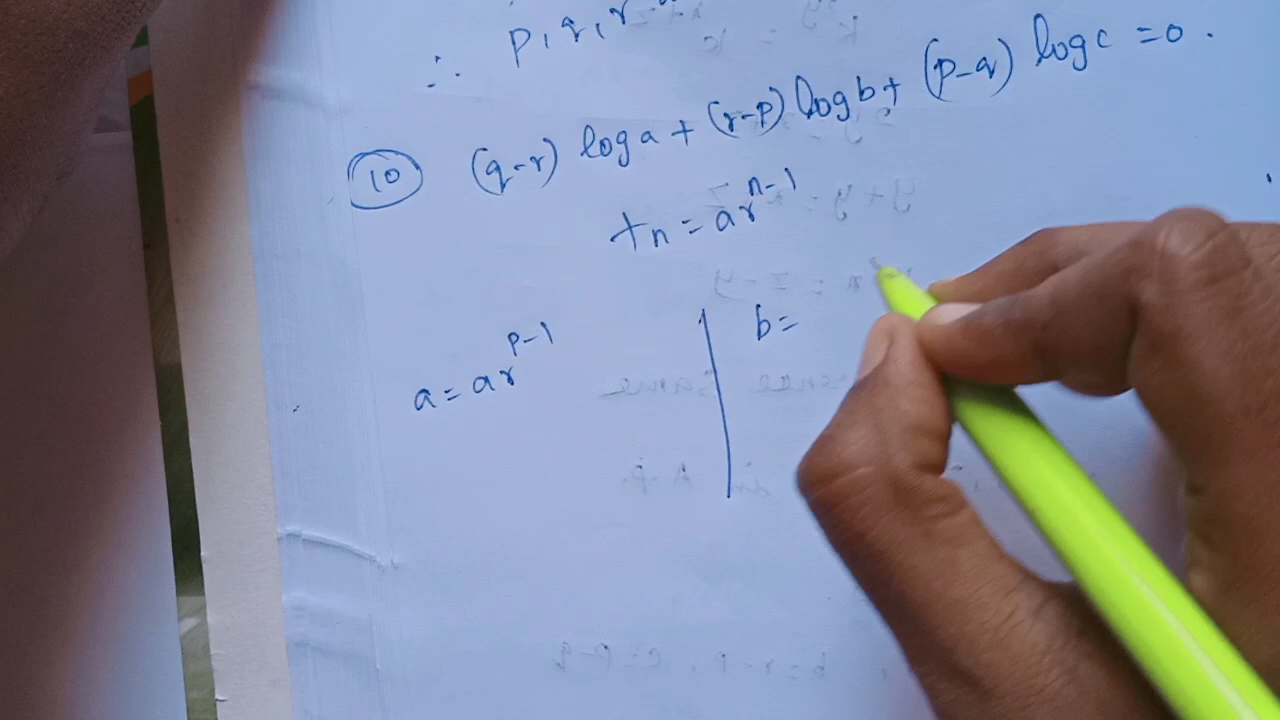 ∴ p, q, r
(10) (q-r) log a + (r-p) log b + (p-q) log c = 0.
tn = ar^{n-1}
a = ar^{p-1} | b =